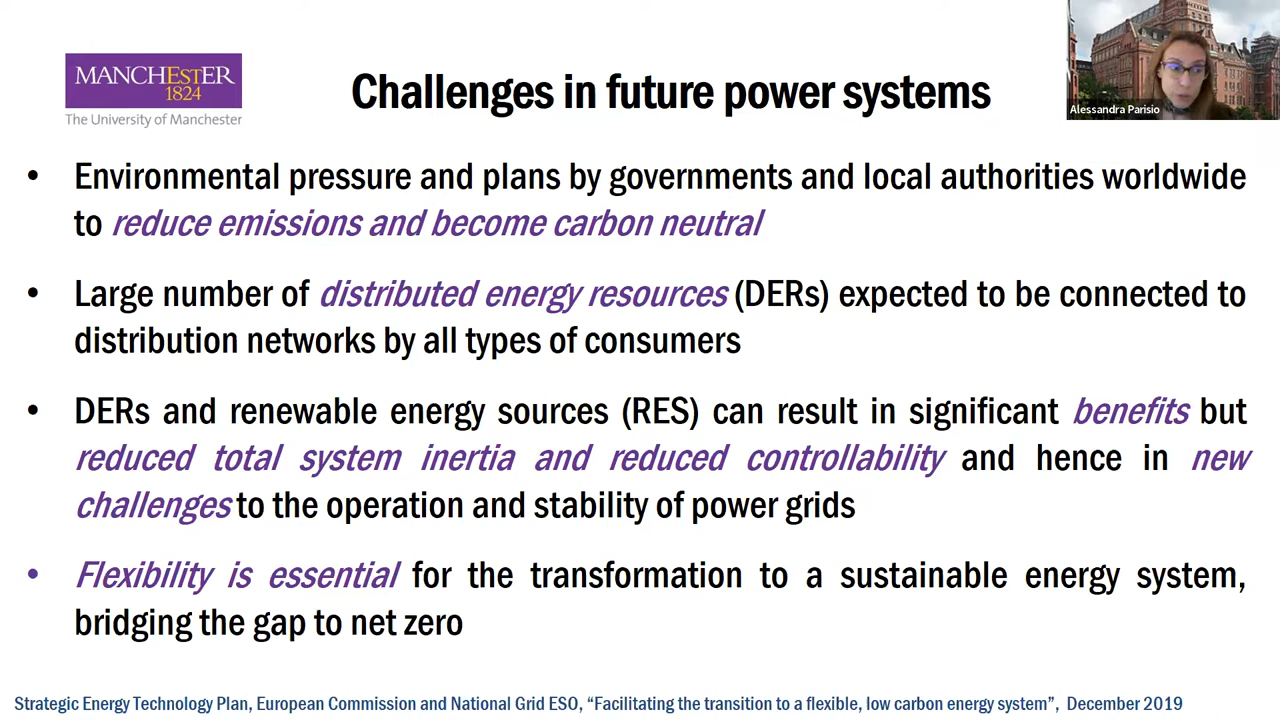 MANCHESTER
1824
The University of Manchester
Challenges in future power systems
Alessandra Parisio
• Environmental pressure and plans by governments and local authorities worldwide
to reduce emissions and become carbon neutral
• Large number of distributed energy resources (DERs) expected to be connected to
distribution networks by all types of consumers
• DERs and renewable energy sources (RES) can result in significant benefits but
reduced total system inertia and reduced controllability and hence in new
challenges to the operation and stability of power grids
• Flexibility is essential for the transformation to a sustainable energy system,
bridging the gap to net zero
Strategic Energy Technology Plan, European Commission and National Grid ESO, “Facilitating the transition to a flexible, low carbon energy system”, December 2019